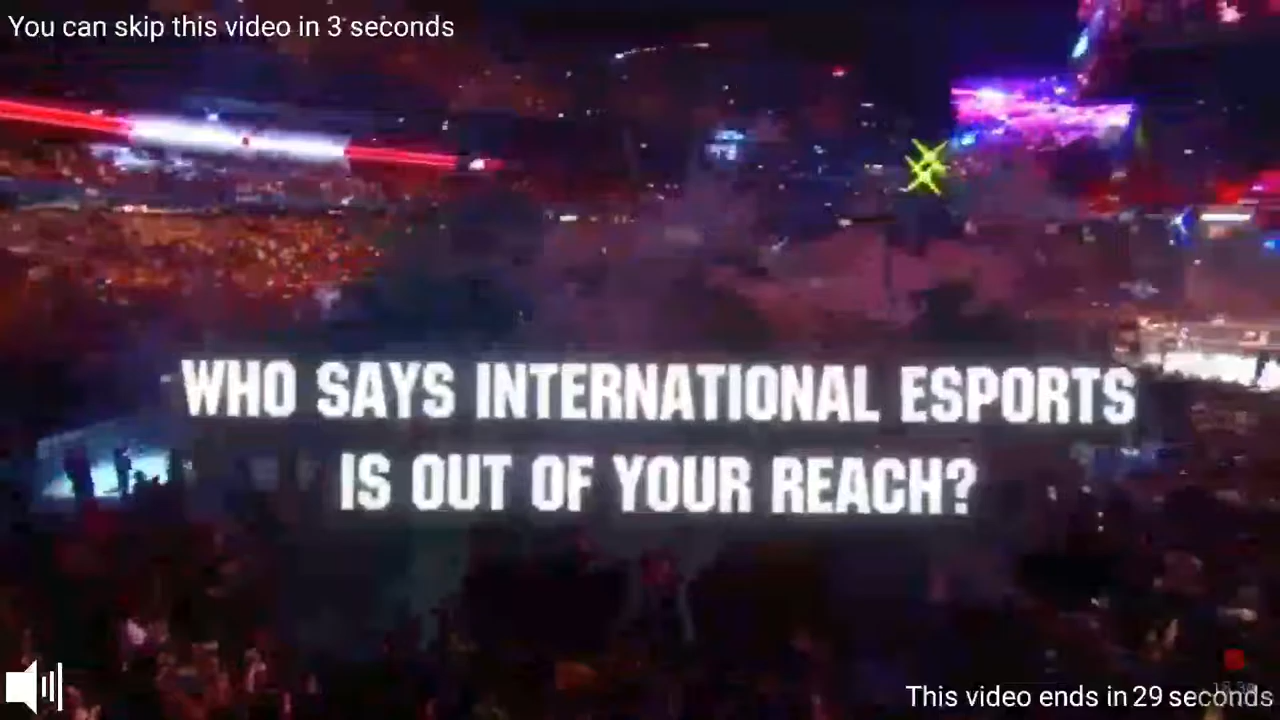 You can skip this video in 3 seconds
WHO SAYS INTERNATIONAL ESPORTS
IS OUT OF YOUR REACH?
This video ends in 29 seconds